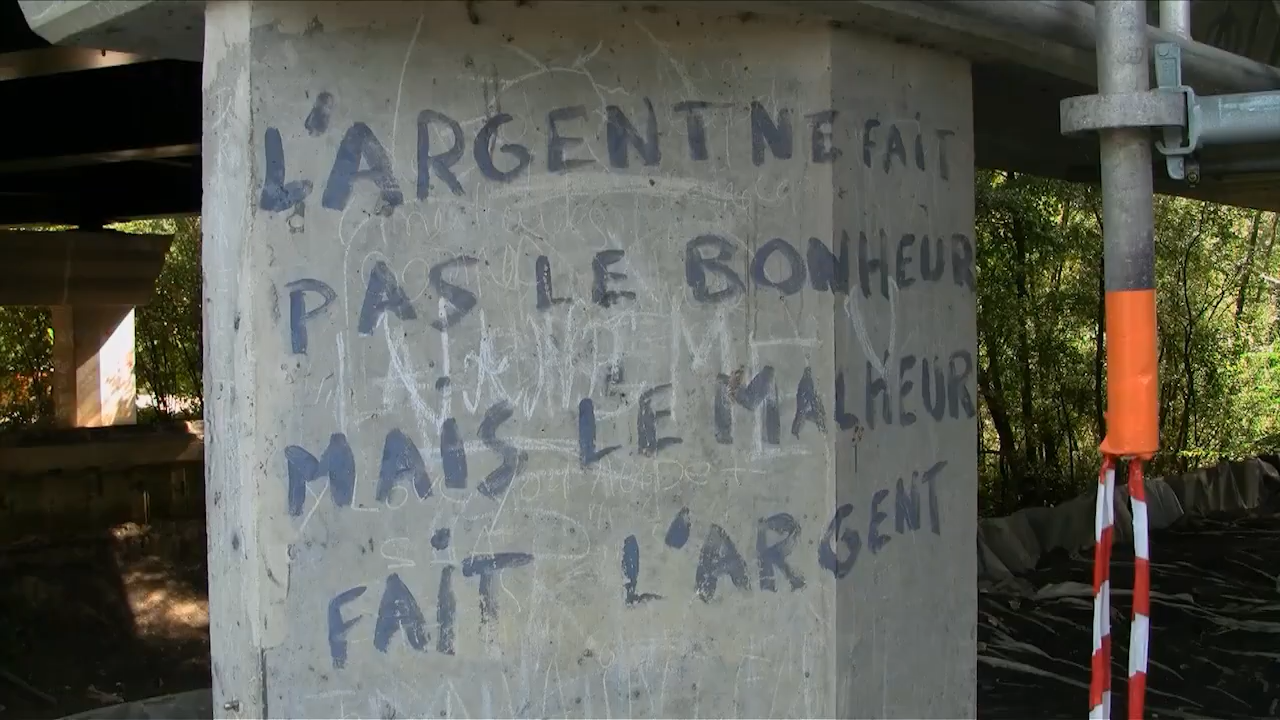 L'ARGENT NE FAiT
PAS LE BONHEUR
MAiS LE MALHEUR
FAiT L'ARGENT